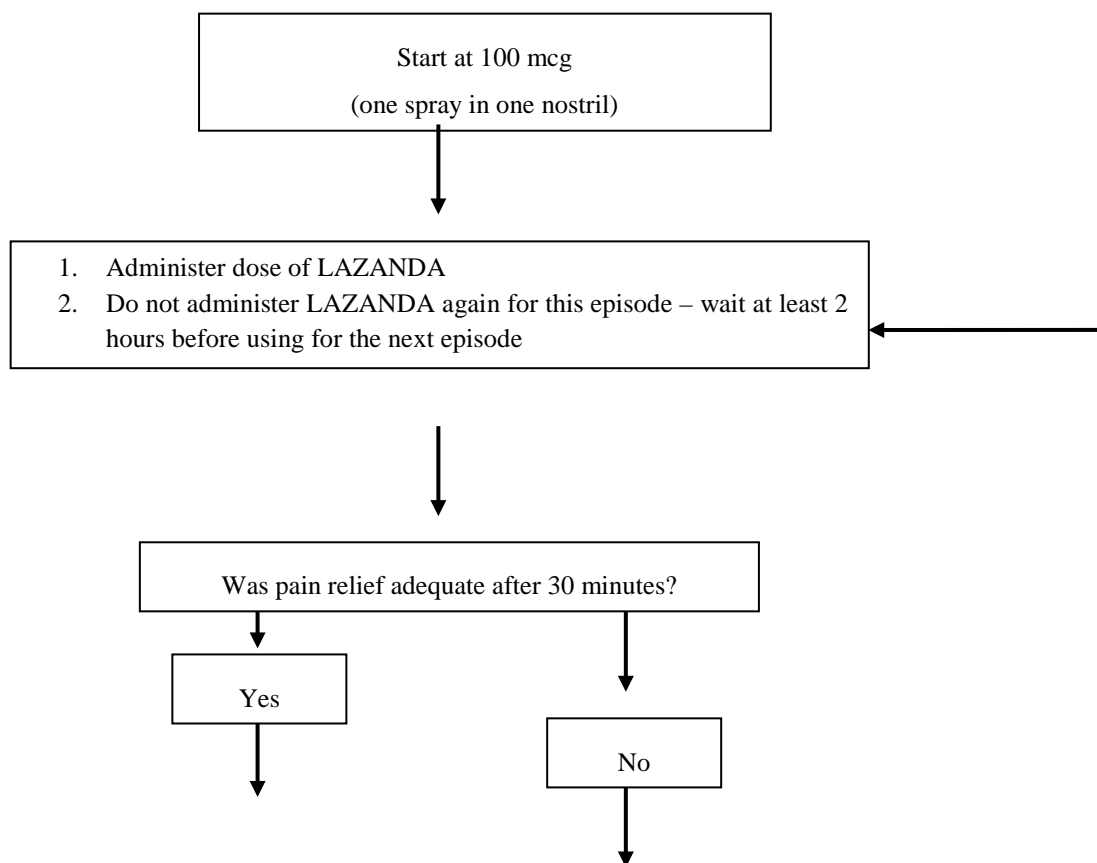 Start at 100 mcg
(one spray in one nostril)
1. Administer dose of LAZANDA
2. Do not administer LAZANDA again for this episode – wait at least 2
hours before using for the next episode
Was pain relief adequate after 30 minutes?
Yes
No